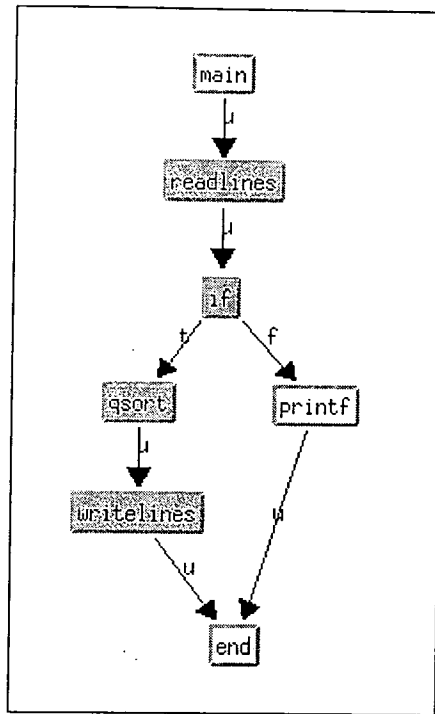 main
u
readlines
u
if
t f
qsort printf
u
writelines u
u
end